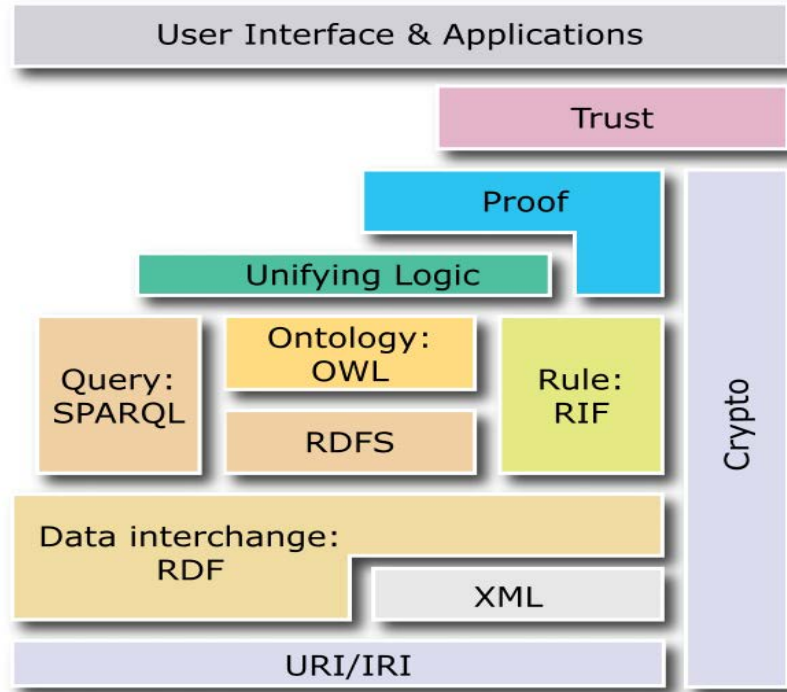 User Interface & Applications
Trust
Proof
Unifying Logic
Query:
SPARQL
Ontology:
OWL
RDFS
Rule:
RIF
Crypto
Data interchange:
RDF
XML
URI/IRI